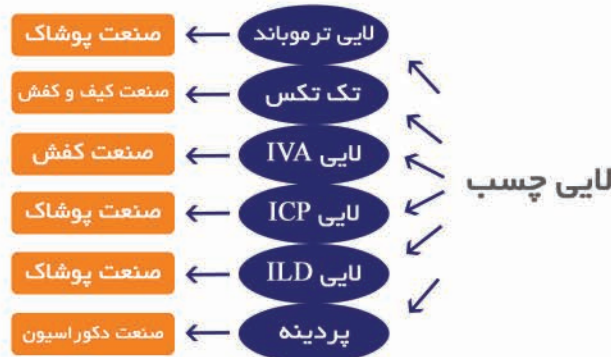 لایی چسب
لایی ترموباند
صنعت پوشاک
تک تکس
صنعت کیف و کفش
لایی IVA
صنعت کفش
لایی ICP
صنعت پوشاک
لایی ILD
صنعت پوشاک
پردینه
صنعت دکوراسیون